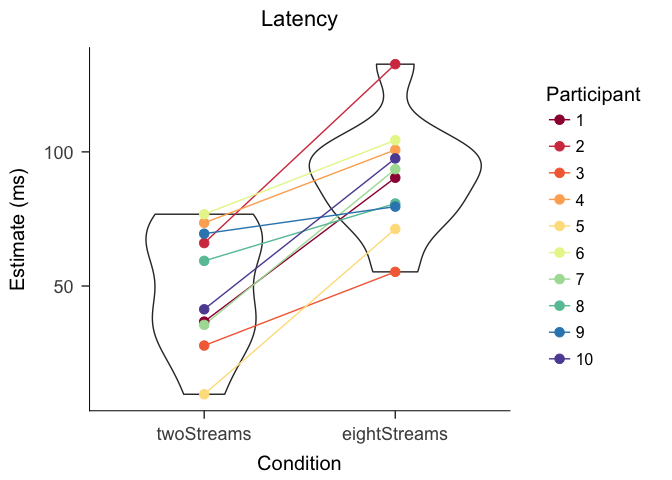 Latency
Estimate (ms)
100
50
twoStreams
eightStreams
Condition
Participant
1
2
3
4
5
6
7
8
9
10